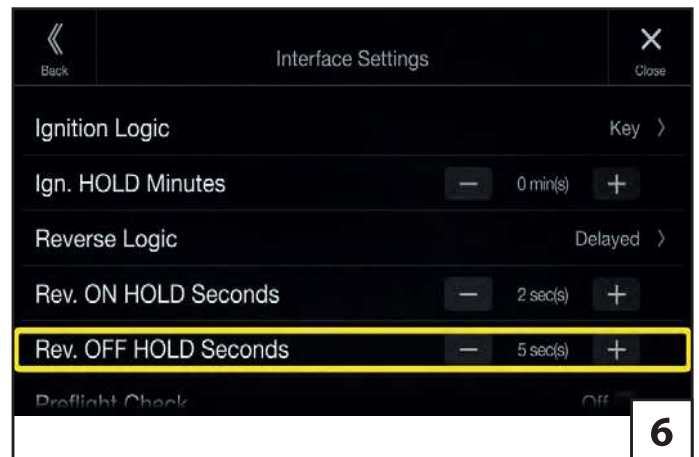 Back
Interface Settings
Close
Ignition Logic Key
Ign. HOLD Minutes − 0 min(s) +
Reverse Logic Delayed
Rev. ON HOLD Seconds − 2 sec(s) +
Rev. OFF HOLD Seconds − 5 sec(s) +
Preflight Check Off
6